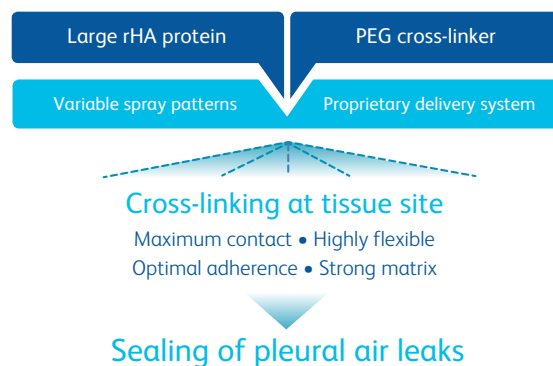 Large rHA protein
PEG cross-linker
Variable spray patterns
Proprietary delivery system
Cross-linking at tissue site
Maximum contact • Highly flexible
Optimal adherence • Strong matrix
Sealing of pleural air leaks